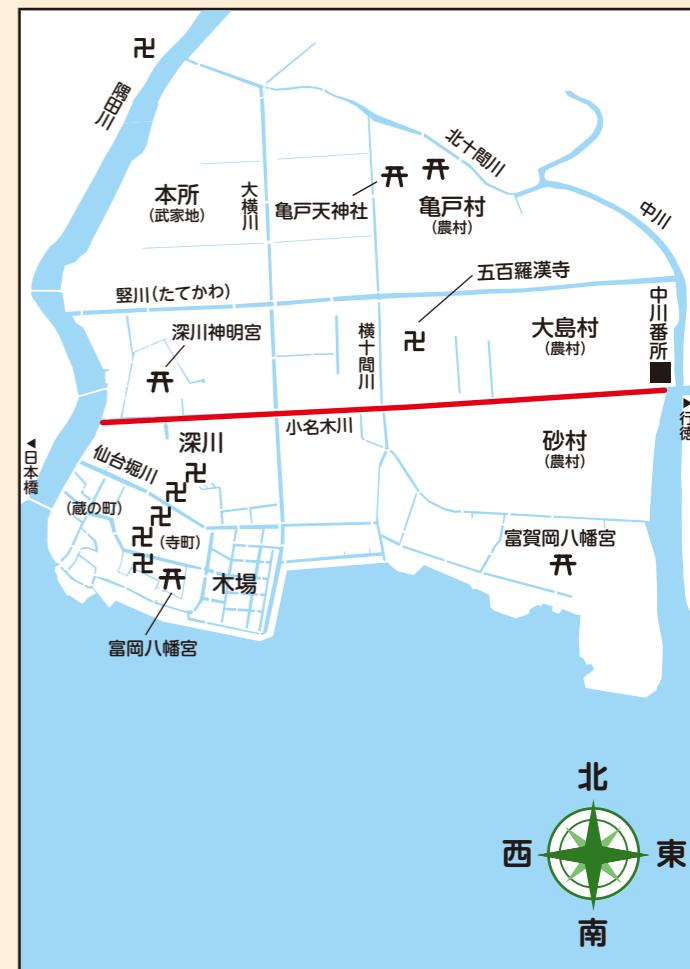 隅田川
北十間川
本所
(武家地)
大横川
亀戸天神社
亀戸村
(農村)
中川
五百羅漢寺
竪川(たてかわ)
深川神明宮
横十間川
大島村
(農村)
中川番所
▶行徳
小名木川
深川
砂村
(農村)
◀日本橋
仙台堀川
(蔵の町)
(寺町)
富賀岡八幡宮
木場
富岡八幡宮
北
西
東
南